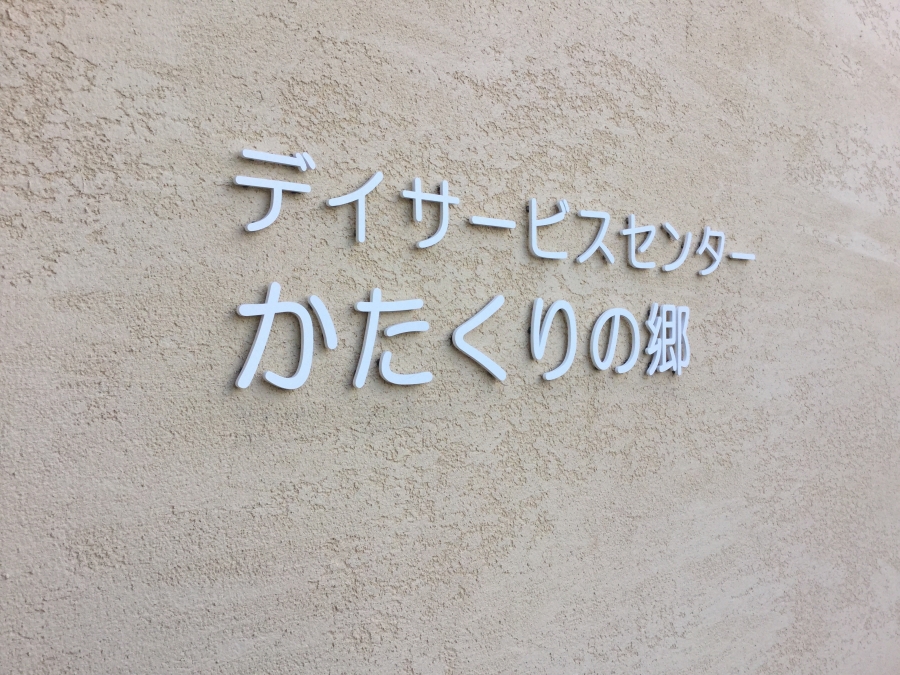 デイサービスセンター
かたくりの郷